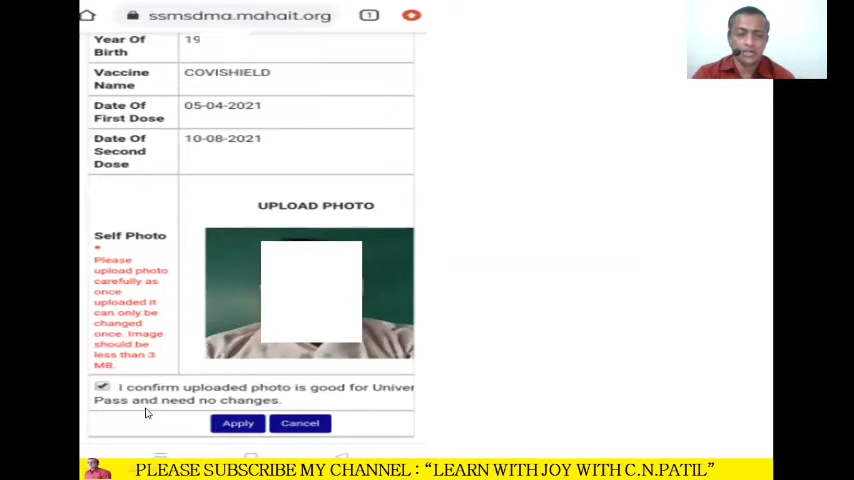 ssmsdma.mahait.org
1
Year Of
Birth
19
Vaccine
Name
COVISHIELD
Date Of
First Dose
05-04-2021
Date Of
Second
Dose
10-08-2021
UPLOAD PHOTO
Self Photo
*
Please
upload photo
carefully as
once
uploaded it
can only be
changed
once. Image
should be
less than 3
MB.
I confirm uploaded photo is good for Univer
Pass and need no changes.
Apply
Cancel
PLEASE SUBSCRIBE MY CHANNEL : “LEARN WITH JOY WITH C.N.PATIL”